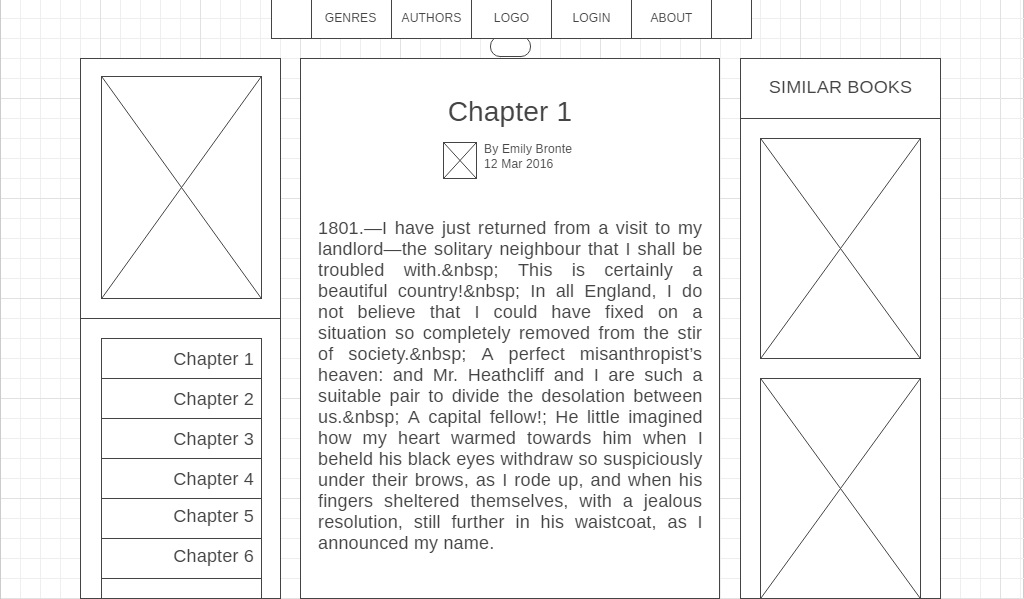 GENRES
AUTHORS
LOGO
LOGIN
ABOUT
Chapter 1
Chapter 2
Chapter 3
Chapter 4
Chapter 5
Chapter 6
Chapter 1
By Emily Bronte
12 Mar 2016
1801.—I have just returned from a visit to my
landlord—the solitary neighbour that I shall be
troubled with.&nbsp; This is certainly a
beautiful country!&nbsp; In all England, I do
not believe that I could have fixed on a
situation so completely removed from the stir
of society.&nbsp; A perfect misanthropist’s
heaven: and Mr. Heathcliff and I are such a
suitable pair to divide the desolation between
us.&nbsp; A capital fellow!; He little imagined
how my heart warmed towards him when I
beheld his black eyes withdraw so suspiciously
under their brows, as I rode up, and when his
fingers sheltered themselves, with a jealous
resolution, still further in his waistcoat, as I
announced my name.
SIMILAR BOOKS